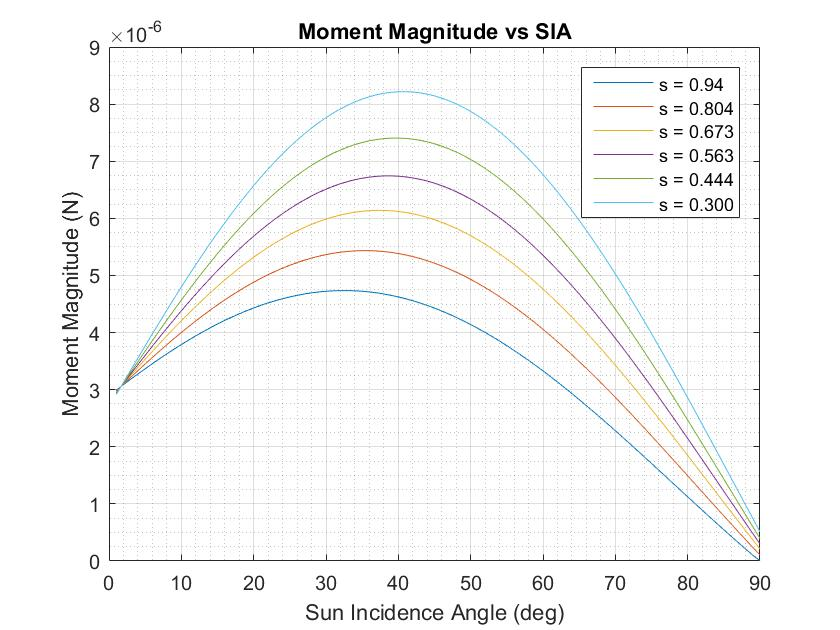 Moment Magnitude vs SIA
×10⁻⁶
9
8
7
6
5
4
3
2
1
0
Moment Magnitude (N)
s = 0.94
s = 0.804
s = 0.673
s = 0.563
s = 0.444
s = 0.300
0 10 20 30 40 50 60 70 80 90
Sun Incidence Angle (deg)